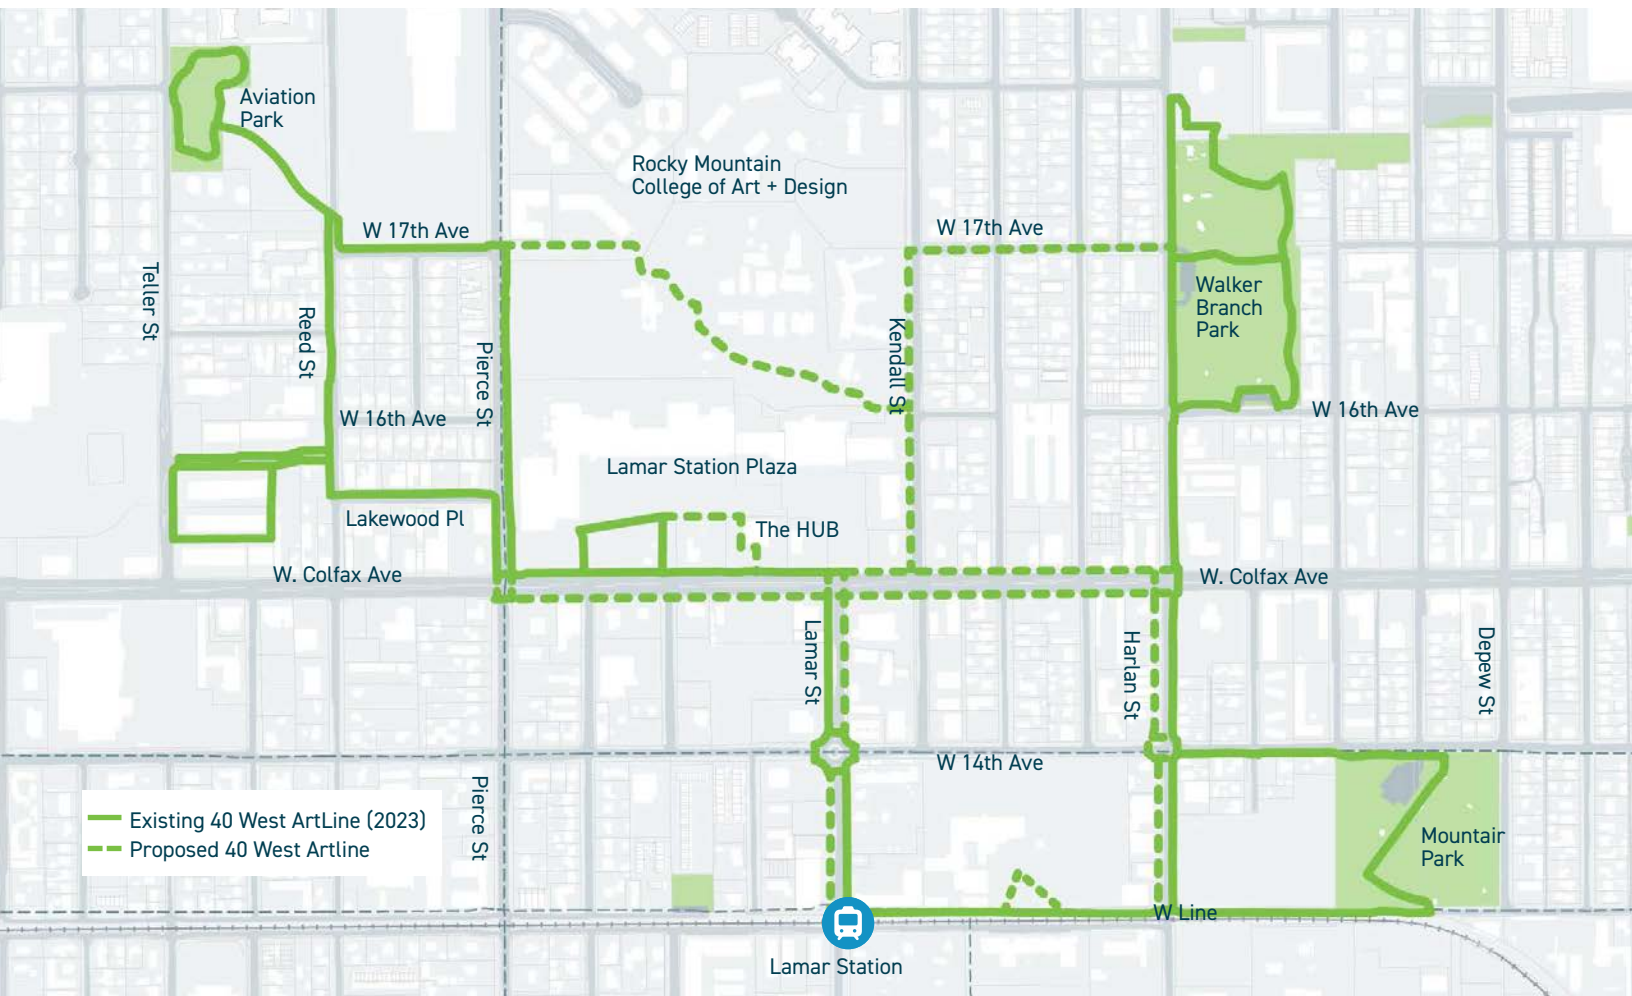 Aviation
Park
Rocky Mountain
College of Art + Design
W 17th Ave
W 17th Ave
Teller St
Reed St
Pierce St
Kendall St
Walker
Branch
Park
W 16th Ave
W 16th Ave
Lamar Station Plaza
Lakewood Pl
The HUB
W. Colfax Ave
W. Colfax Ave
Lamar St
Harlan St
Depew St
W 14th Ave
Pierce St
Existing 40 West ArtLine (2023)
Proposed 40 West Artline
Mountair
Park
W Line
Lamar Station